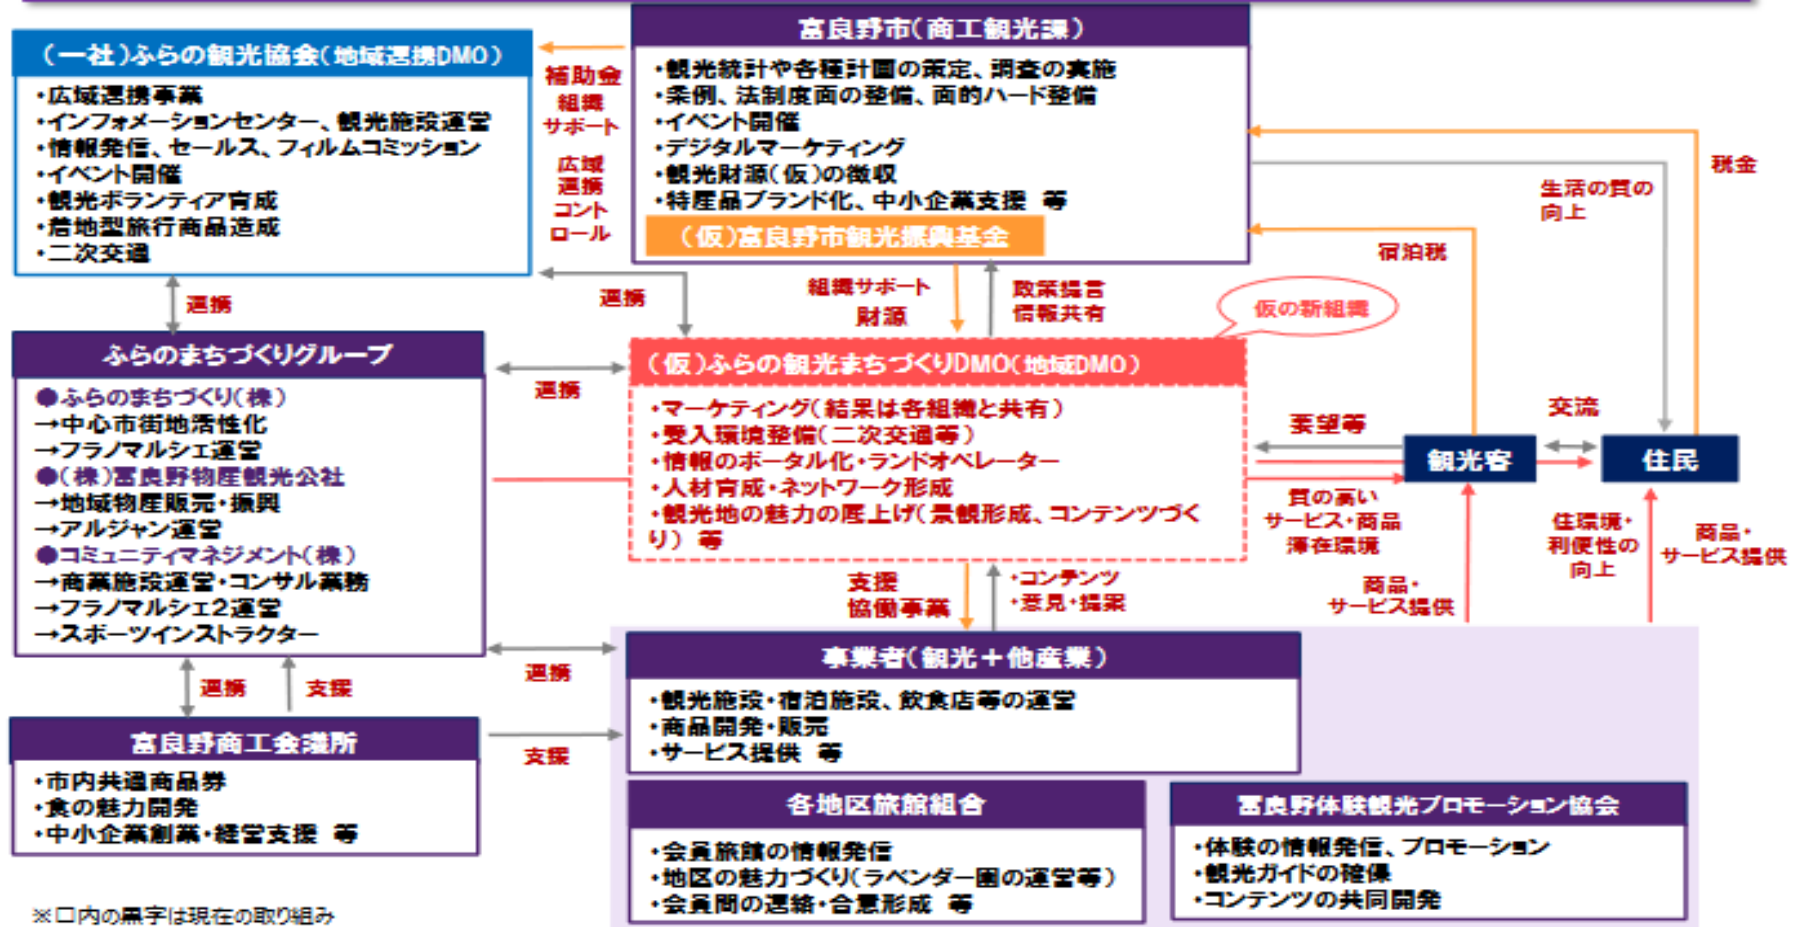 (一社)ふらの観光協会(地域連携DMO)
・広域連携事業
・インフォメーションセンター、観光施設運営
・情報発信、セールス、フィルムコミッション
・イベント開催
・観光ボランティア育成
・着地型旅行商品造成
・二次交通
補助金
組織
サポート
広域
連携
コント
ロール
富良野市(商工観光課)
・観光統計や各種計画の策定、調査の実施
・条例、法制度面の整備、面的ハード整備
・イベント開催
・デジタルマーケティング
・観光財源(仮)の徴収
・特産品ブランド化、中小企業支援 等
(仮)富良野市観光振興基金
税金
生活の質の
向上
宿泊税
連携
連携
組織サポート
財源
政策提言
情報共有
仮の新組織
ふらのまちづくりグループ
●ふらのまちづくり(株)
→中心市街地活性化
→フラノマルシェ運営
●(株)富良野物産観光公社
→地域物産販売・振興
→アルジャン運営
●コミュニティマネジメント(株)
→商業施設運営・コンサル業務
→フラノマルシェ2運営
→スポーツインストラクター
連携
(仮)ふらの観光まちづくりDMO(地域DMO)
・マーケティング(結果は各組織と共有)
・受入環境整備(二次交通等)
・情報のポータル化・ランドオペレーター
・人材育成・ネットワーク形成
・観光地の魅力の底上げ(景観形成、コンテンツづく
り) 等
要望等
観光客
交流
住民
質の高い
サービス・商品
滞在環境
住環境・
利便性の
向上
商品・
サービス提供
商品・
サービス提供
支援
協働事業
・コンテンツ
・意見・提案
連携
支援
連携
支援
富良野商工会議所
・市内共通商品券
・食の魅力開発
・中小企業創業・経営支援 等
事業者(観光+他産業)
・観光施設・宿泊施設、飲食店等の運営
・商品開発・販売
・サービス提供 等
各地区旅館組合
・会員旅館の情報発信
・地区の魅力づくり(ラベンダー園の運営等)
・会員間の連絡・合意形成 等
富良野体験観光プロモーション協会
・体験の情報発信、プロモーション
・観光ガイドの確保
・コンテンツの共同開発
※口内の黒字は現在の取り組み